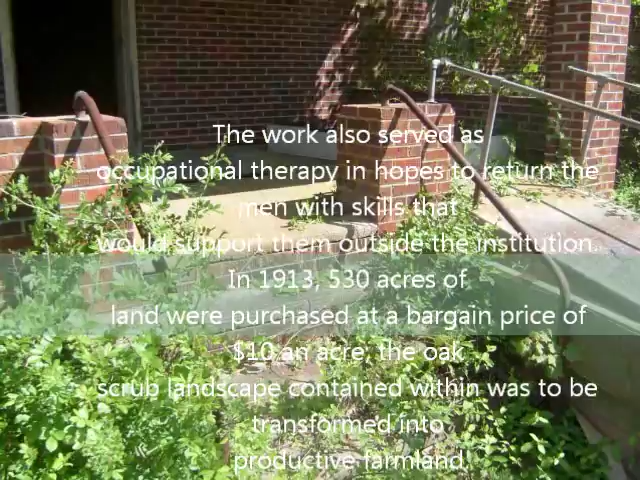 The work also served as
occupational therapy in hopes to return the
men with skills that
would support them outside the institution.
In 1913, 530 acres of
land were purchased at a bargain price of
$10 an acre, the oak
scrub landscape contained within was to be
transformed into
productive farmland